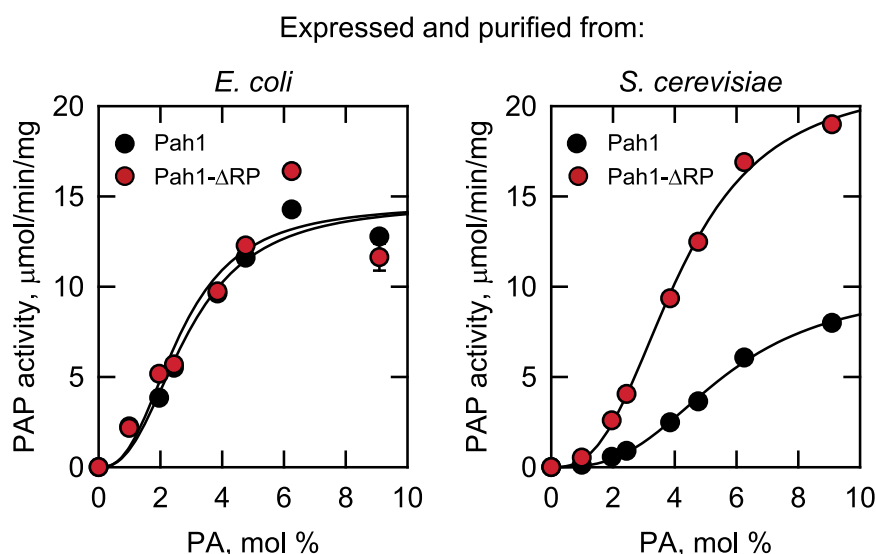 Expressed and purified from:
E. coli
PAP activity, μmol/min/mg
20
15
10
5
0
Pah1
Pah1-ΔRP
0 2 4 6 8 10
PA, mol %
S. cerevisiae
PAP activity, μmol/min/mg
20
15
10
5
0
Pah1
Pah1-ΔRP
0 2 4 6 8 10
PA, mol %